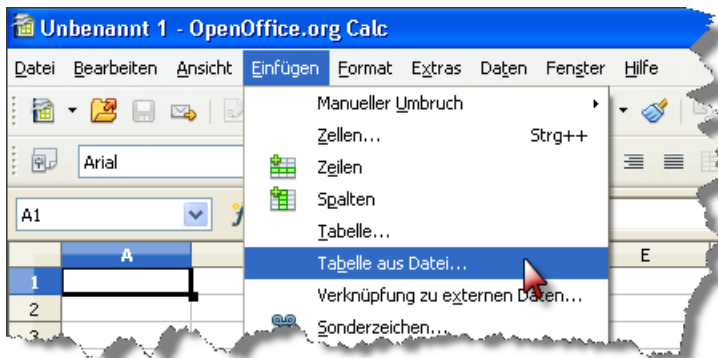 Unbenannt 1 - OpenOffice.org Calc
Datei Bearbeiten Ansicht Einfügen Format Extras Daten Fenster Hilfe
Manueller Umbruch
Zellen... Strg++
Arial
Zeilen
Spalten
A1
Tabelle...
A E
Tabelle aus Datei...
1
Verknüpfung zu externen Daten...
2
Sonderzeichen...
3